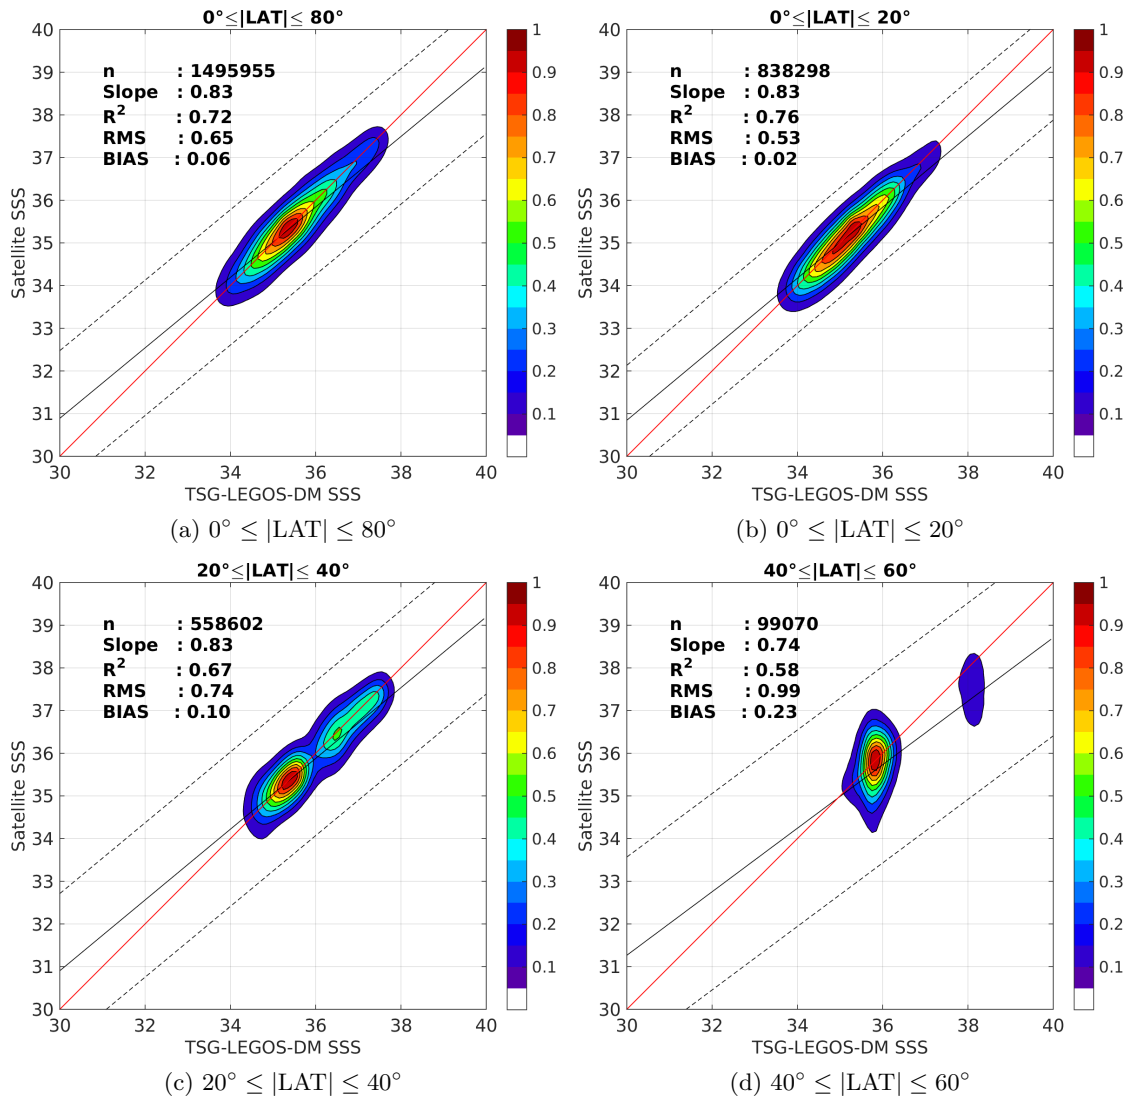 0°≤|LAT|≤ 80°
n : 1495955
Slope : 0.83
R² : 0.72
RMS : 0.65
BIAS : 0.06
Satellite SSS
40
39
38
37
36
35
34
33
32
31
30
30 32 34 36 38 40
TSG-LEGOS-DM SSS
1
0.9
0.8
0.7
0.6
0.5
0.4
0.3
0.2
0.1
(a) 0° ≤ |LAT| ≤ 80°
0°≤|LAT|≤ 20°
n : 838298
Slope : 0.83
R² : 0.76
RMS : 0.53
BIAS : 0.02
Satellite SSS
40
39
38
37
36
35
34
33
32
31
30
30 32 34 36 38 40
TSG-LEGOS-DM SSS
1
0.9
0.8
0.7
0.6
0.5
0.4
0.3
0.2
0.1
(b) 0° ≤ |LAT| ≤ 20°
20°≤|LAT|≤ 40°
n : 558602
Slope : 0.83
R² : 0.67
RMS : 0.74
BIAS : 0.10
Satellite SSS
40
39
38
37
36
35
34
33
32
31
30
30 32 34 36 38 40
TSG-LEGOS-DM SSS
1
0.9
0.8
0.7
0.6
0.5
0.4
0.3
0.2
0.1
(c) 20° ≤ |LAT| ≤ 40°
40°≤|LAT|≤ 60°
n : 99070
Slope : 0.74
R² : 0.58
RMS : 0.99
BIAS : 0.23
Satellite SSS
40
39
38
37
36
35
34
33
32
31
30
30 32 34 36 38 40
TSG-LEGOS-DM SSS
1
0.9
0.8
0.7
0.6
0.5
0.4
0.3
0.2
0.1
(d) 40° ≤ |LAT| ≤ 60°